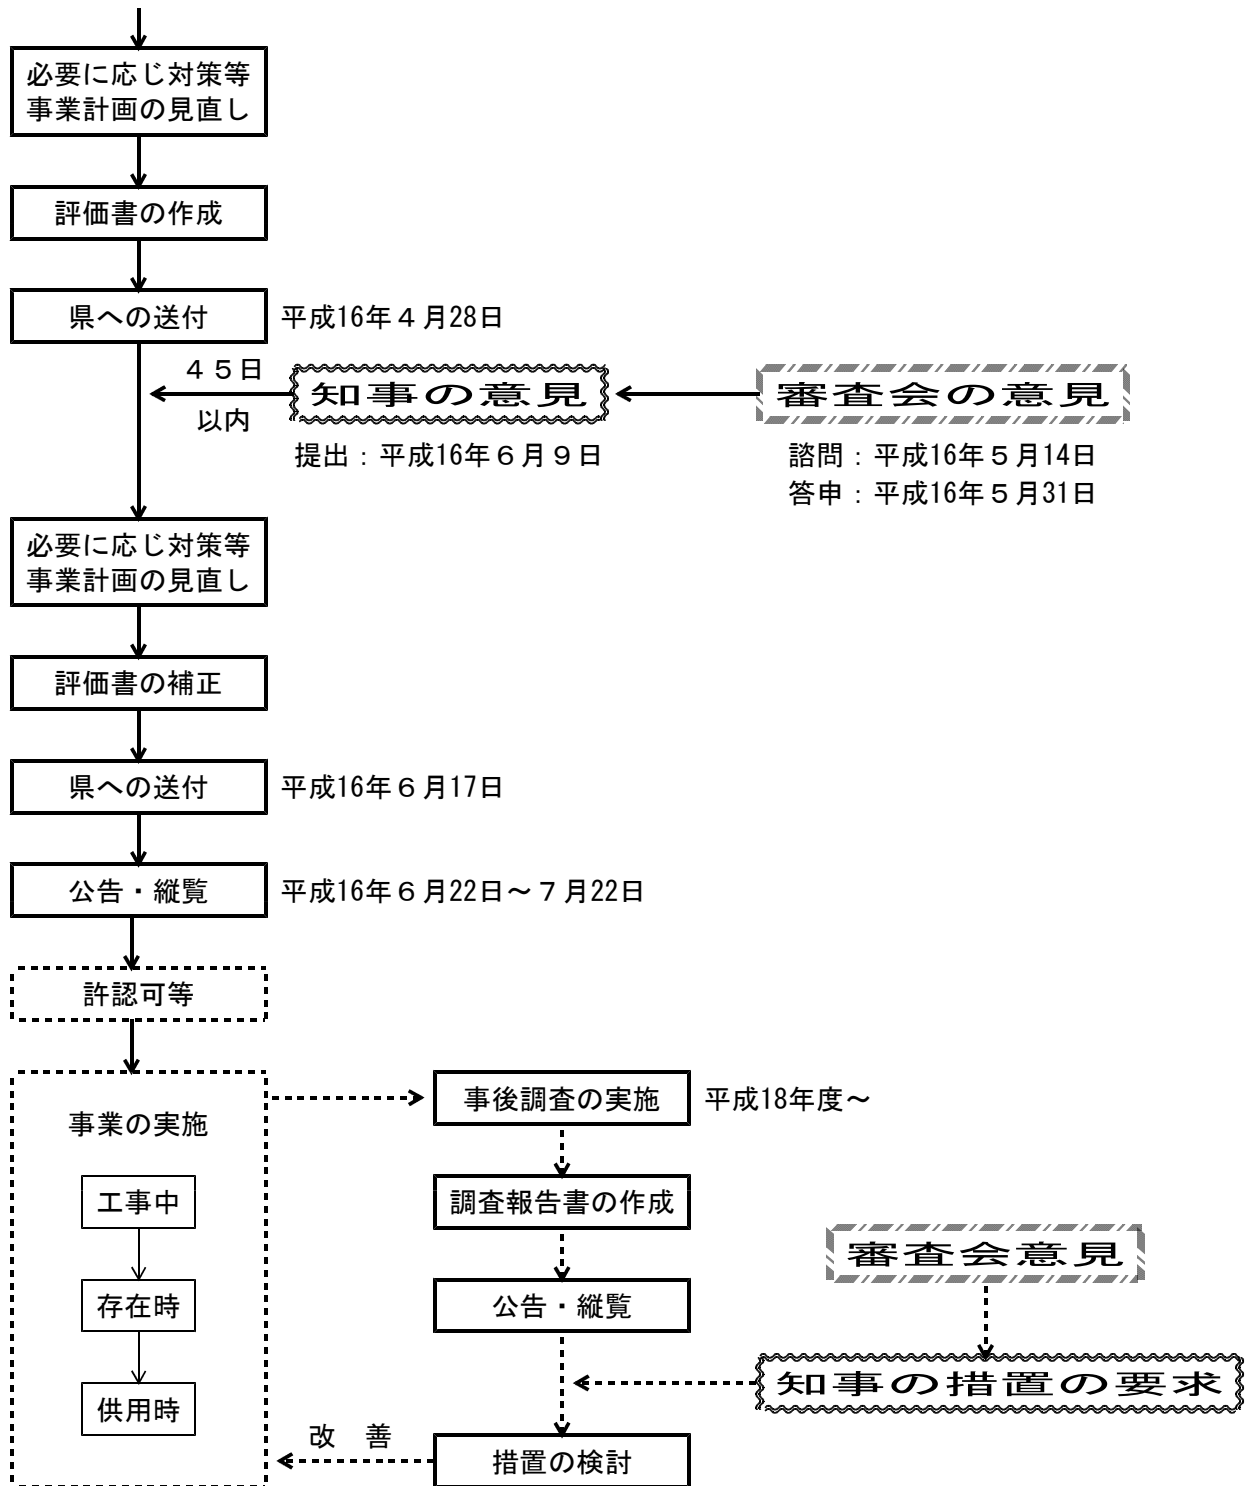 必要に応じ対策等
事業計画の見直し
評価書の作成
県への送付
平成16年４月28日
４５日
以内
知事の意見
審査会の意見
提出：平成16年６月９日
諮問：平成16年５月14日
答申：平成16年５月31日
必要に応じ対策等
事業計画の見直し
評価書の補正
県への送付
平成16年６月17日
公告・縦覧
平成16年６月22日～７月22日
許認可等
事業の実施
工事中
存在時
供用時
事後調査の実施
平成18年度～
調査報告書の作成
公告・縦覧
審査会意見
知事の措置の要求
措置の検討
改　善